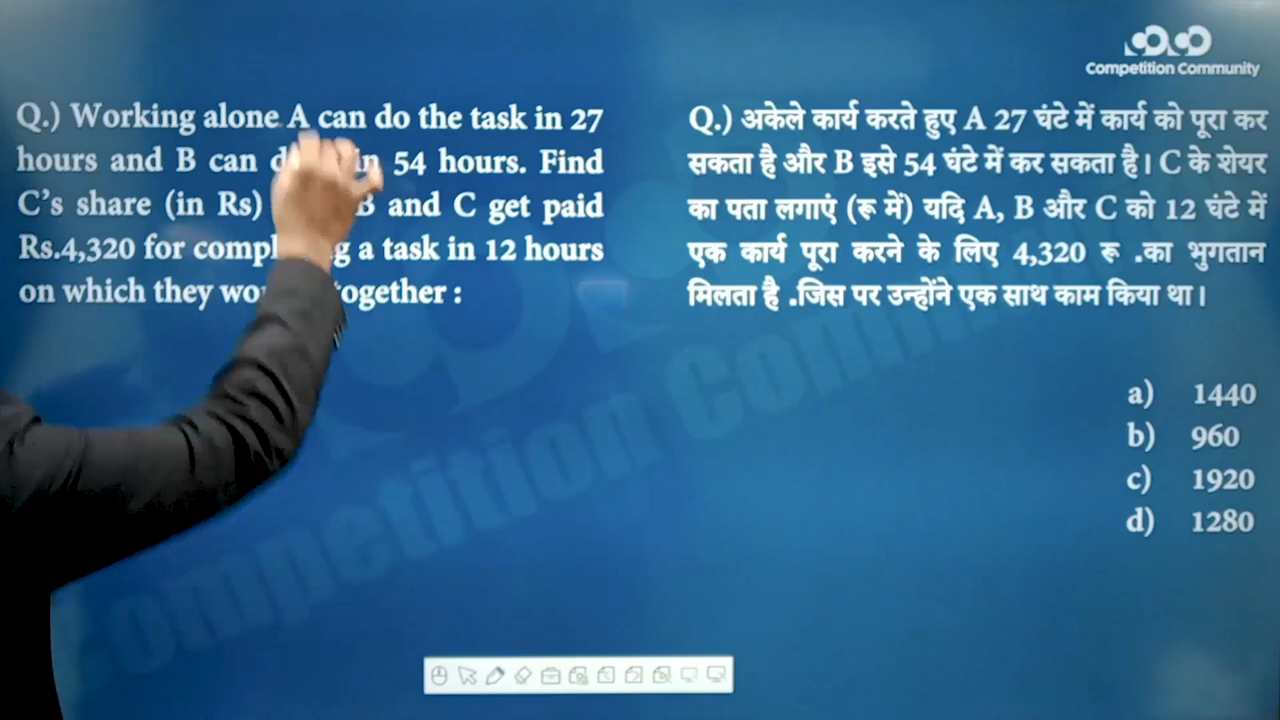 Competition Community
Q.) Working alone A can do the task in 27
hours and B can in 54 hours. Find
C's share (in Rs) B and C get paid
Rs.4,320 for a task in 12 hours
on which they together :
Q.) अकेले कार्य करते हुए A 27 घंटे में कार्य को पूरा कर
सकता है और B इसे 54 घंटे में कर सकता है। C के शेयर
का पता लगाएं (रू में) यदि A, B और C को 12 घंटे में
एक कार्य पूरा करने के लिए 4,320 रू .का भुगतान
मिलता है .जिस पर उन्होंने एक साथ काम किया था।
a) 1440
b) 960
c) 1920
d) 1280
Competition Community